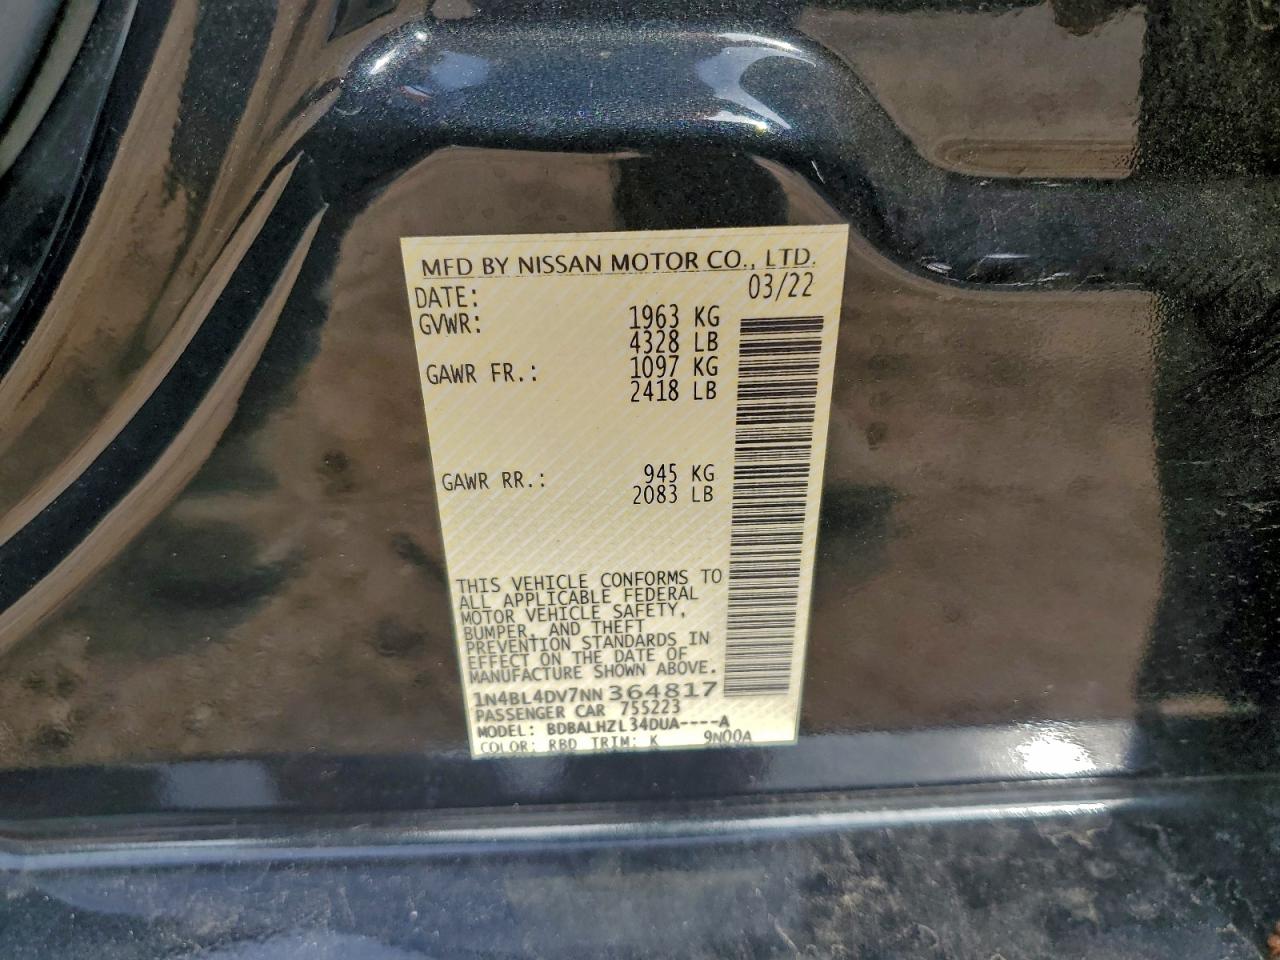 MFD BY NISSAN MOTOR CO., LTD.
DATE: 03/22
GVWR: 1963 KG
4328 LB
GAWR FR.: 1097 KG
2418 LB
GAWR RR.: 945 KG
2083 LB
THIS VEHICLE CONFORMS TO
ALL APPLICABLE FEDERAL
MOTOR VEHICLE SAFETY,
BUMPER, AND THEFT
PREVENTION STANDARDS IN
EFFECT ON THE DATE OF
MANUFACTURE SHOWN ABOVE.
1N4BL4DV7NN364817
PASSENGER CAR 755223
MODEL: BDBALHZL34DUA----A
COLOR: RBD TRIM: K 9N00A